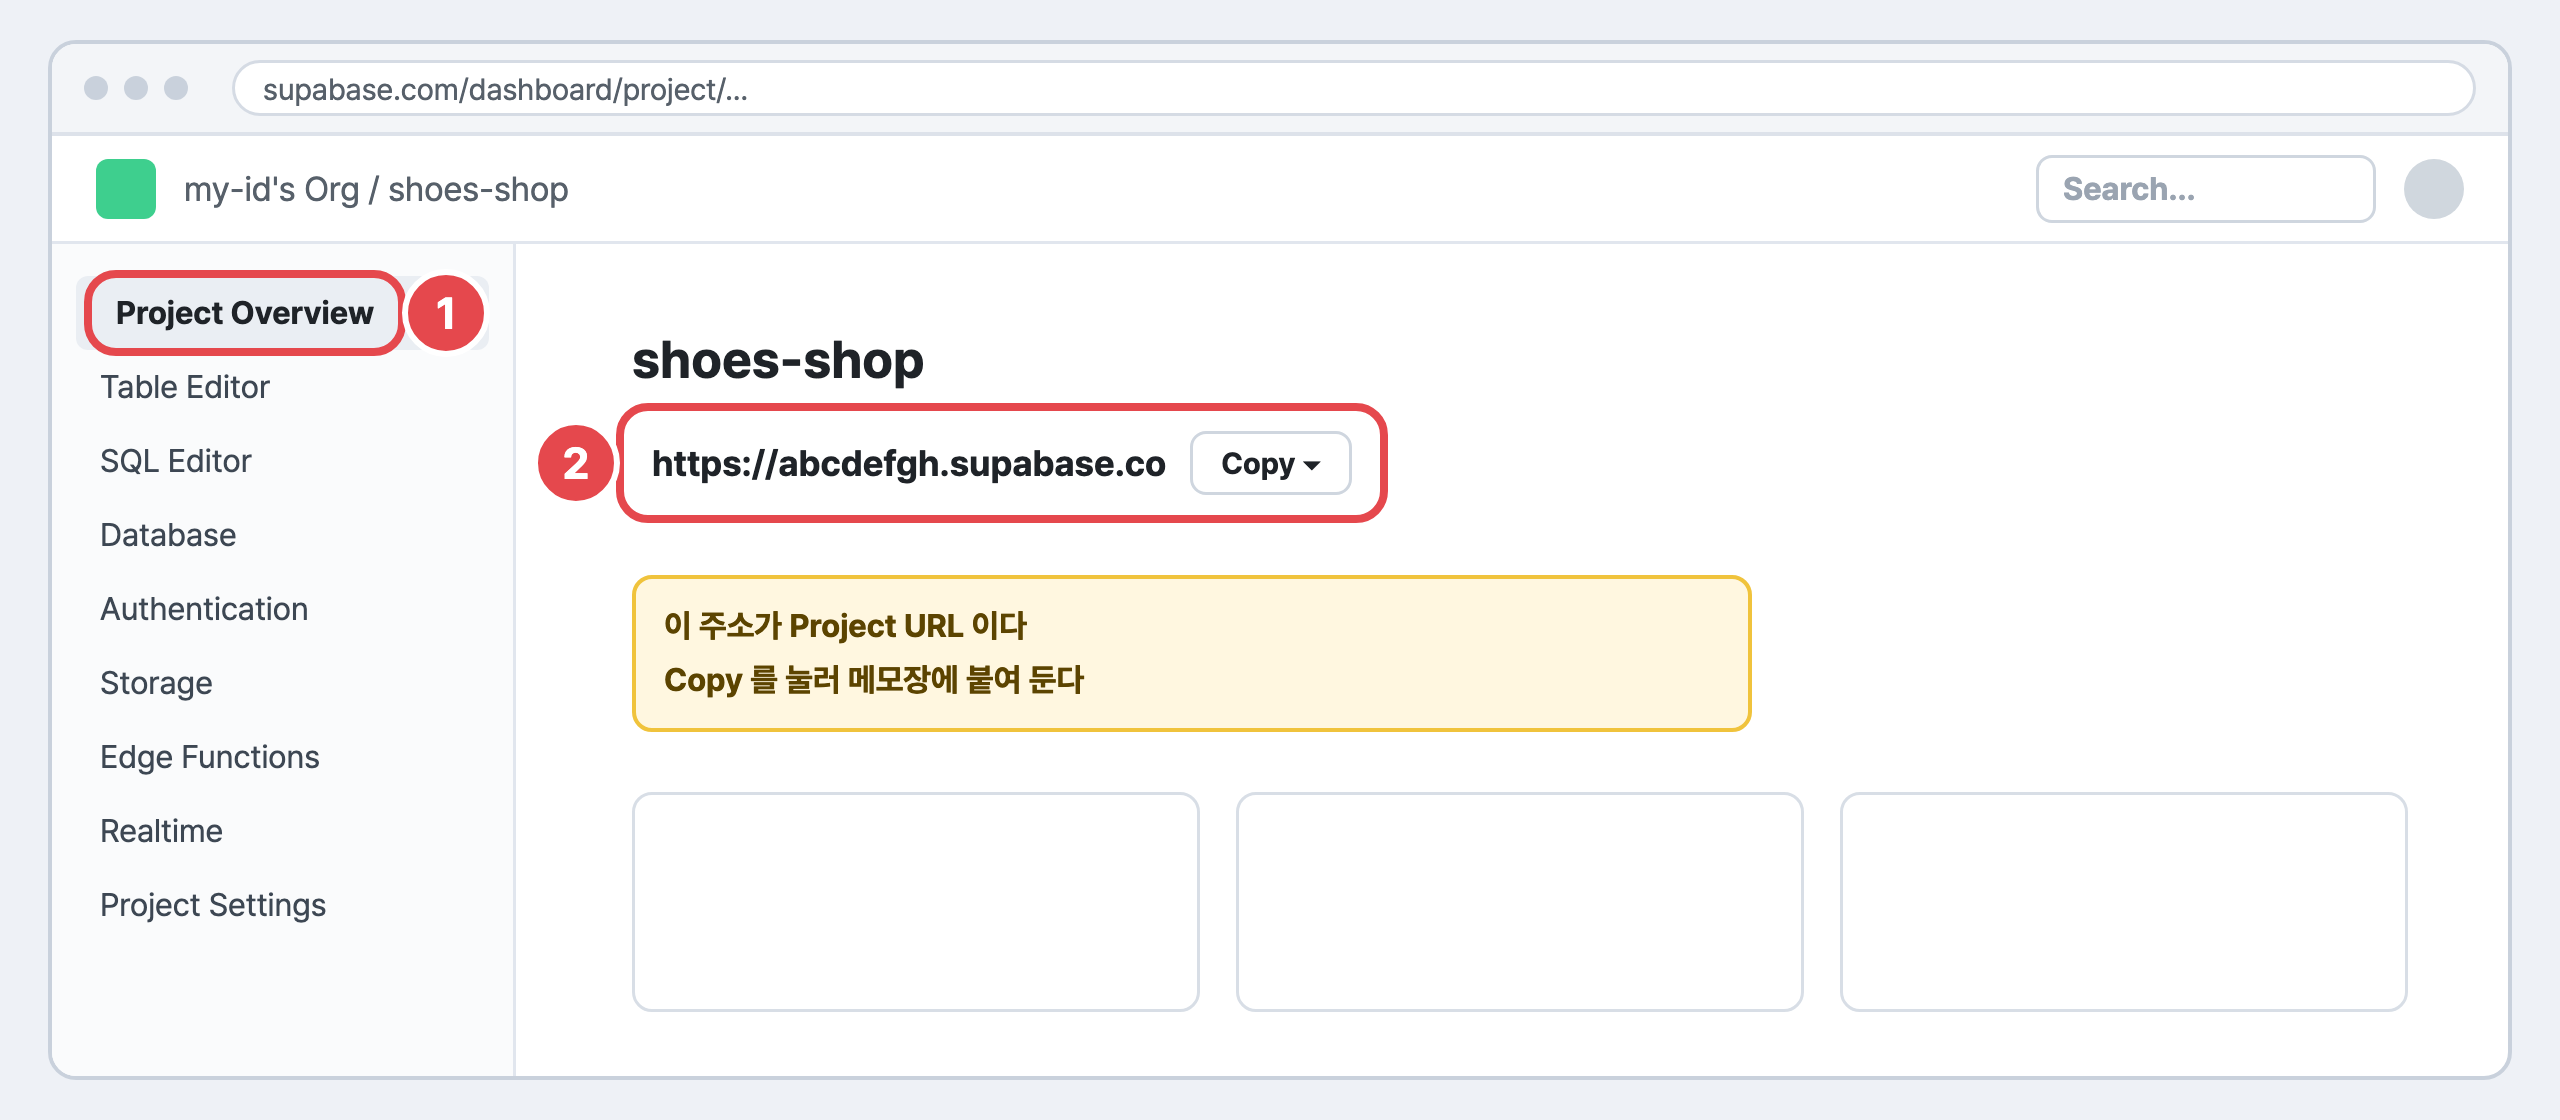 supabase.com/dashboard/project/...
my-id's Org / shoes-shop
Search...
Project Overview
1
Table Editor
SQL Editor
Database
Authentication
Storage
Edge Functions
Realtime
Project Settings
shoes-shop
2
https://abcdefgh.supabase.co
Copy
이 주소가 Project URL 이다
Copy 를 눌러 메모장에 붙여 둔다